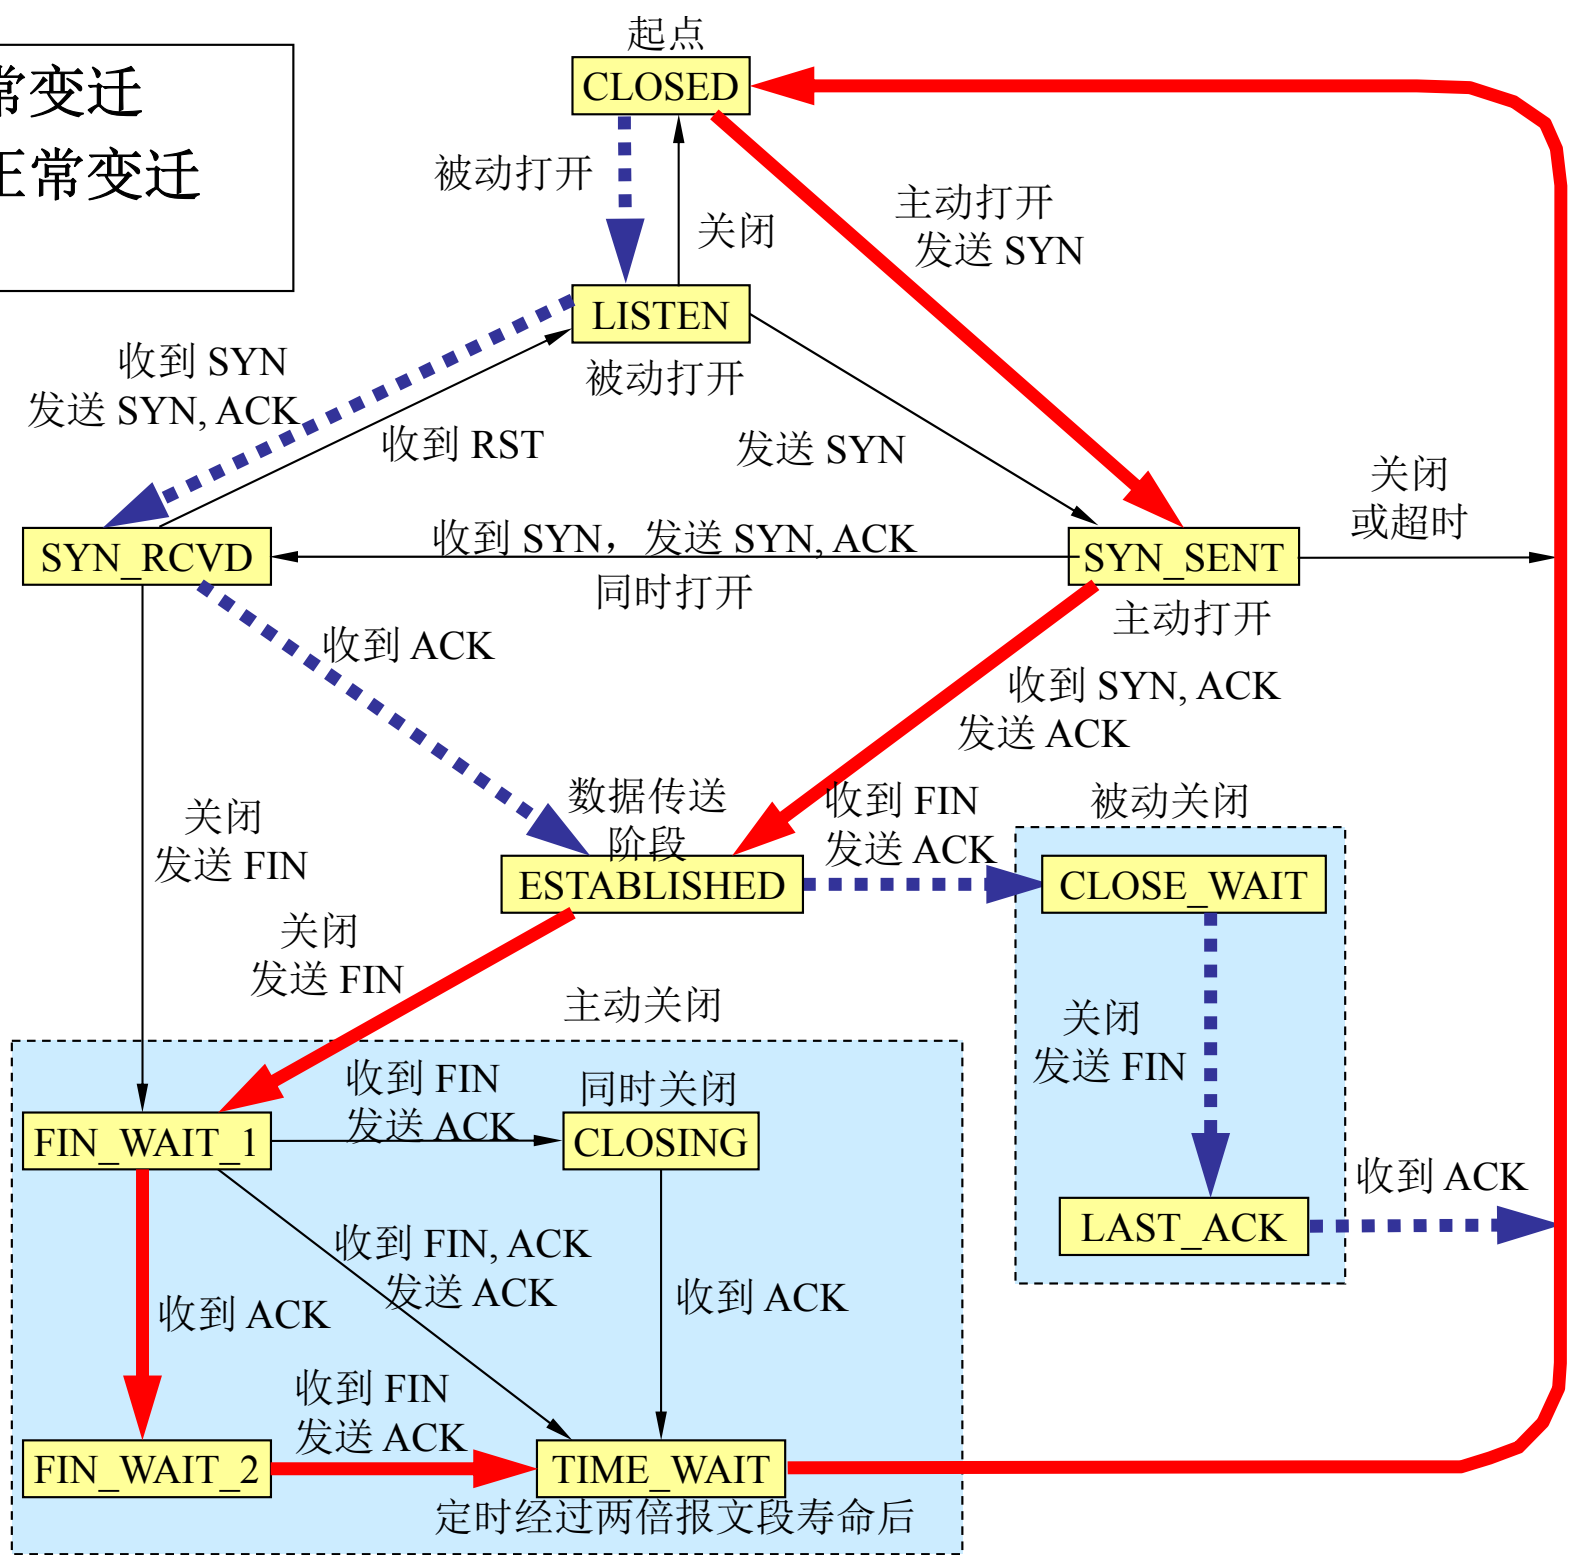 起点
CLOSED
常变迁
正常变迁
被动打开
关闭
主动打开
发送 SYN
LISTEN
被动打开
收到 SYN
发送 SYN, ACK
收到 RST
发送 SYN
关闭
或超时
SYN_RCVD
收到 SYN，发送 SYN, ACK
同时打开
SYN_SENT
主动打开
收到 ACK
收到 SYN, ACK
发送 ACK
数据传送
阶段
ESTABLISHED
收到 FIN
发送 ACK
被动关闭
CLOSE_WAIT
关闭
发送 FIN
关闭
发送 FIN
关闭
发送 FIN
LAST_ACK
收到 ACK
主动关闭
FIN_WAIT_1
收到 FIN
发送 ACK
同时关闭
CLOSING
收到 FIN, ACK
发送 ACK
收到 ACK
收到 ACK
收到 FIN
发送 ACK
FIN_WAIT_2
TIME_WAIT
定时经过两倍报文段寿命后